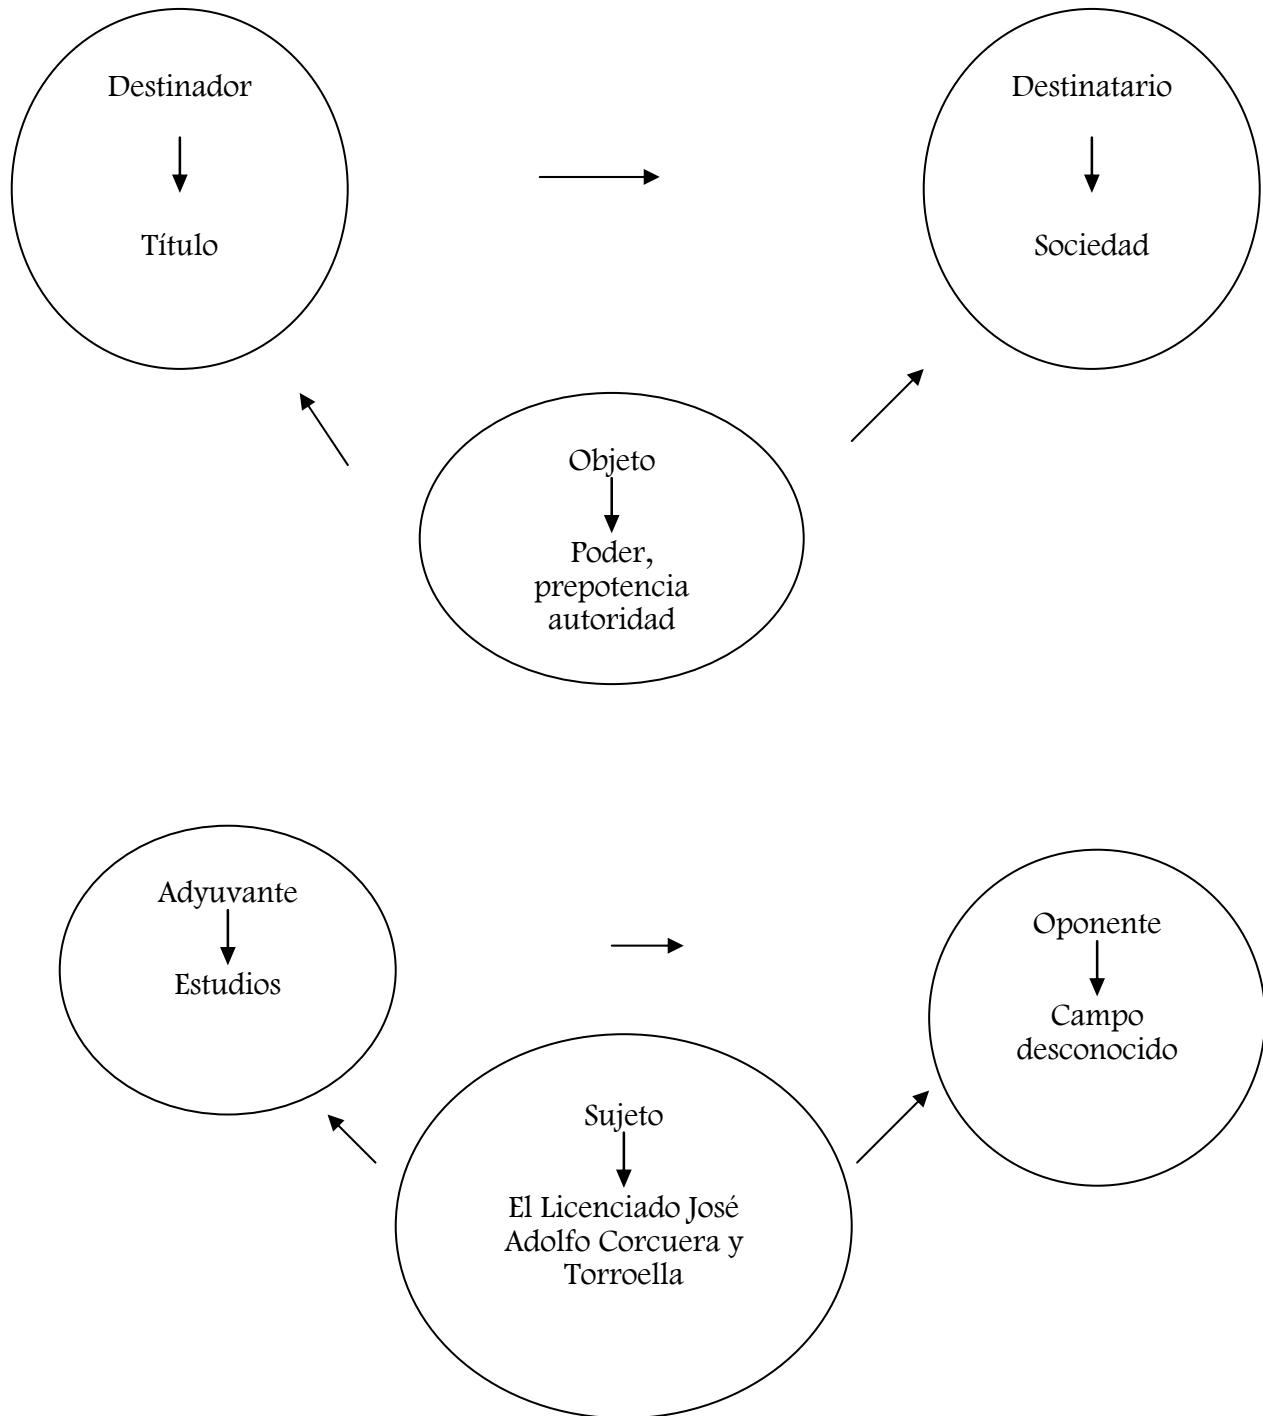 Destinador
Título
Destinatario
Sociedad
Objeto
Poder,
prepotencia
autoridad
Adyuvante
Estudios
Oponente
Campo
desconocido
Sujeto
El Licenciado José
Adolfo Corcuera y
Torroella